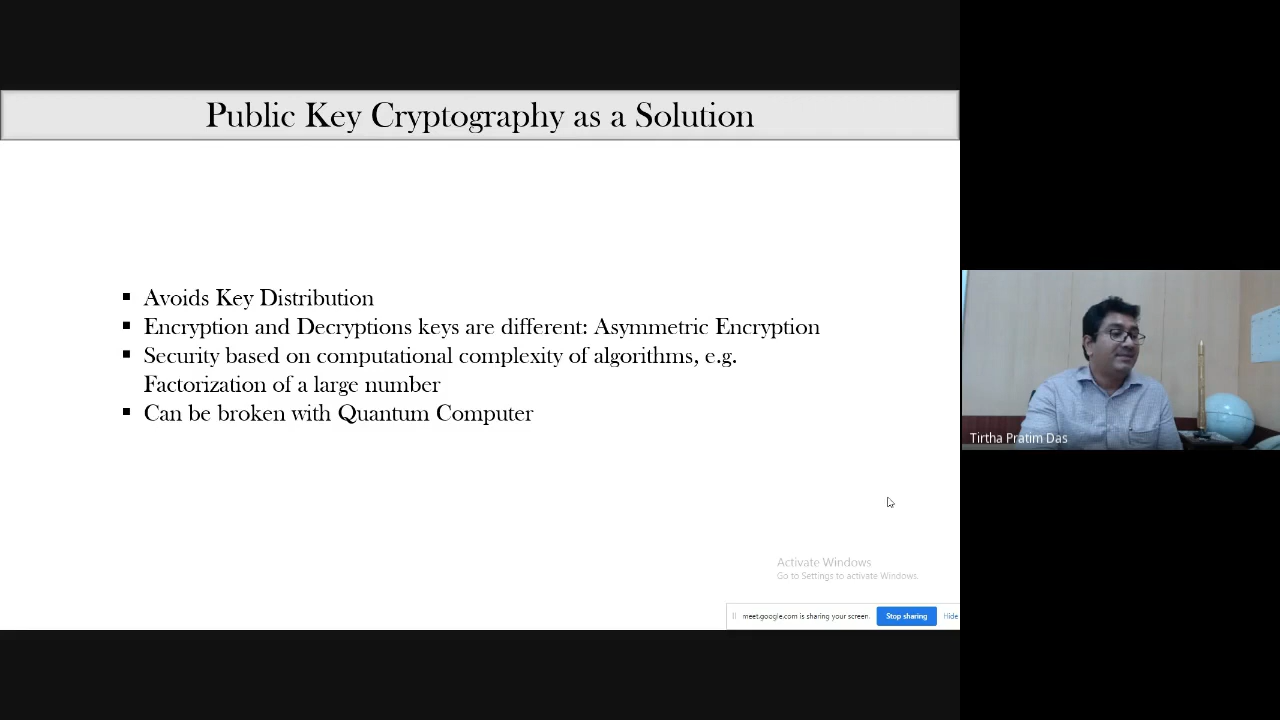 Public Key Cryptography as a Solution
▪ Avoids Key Distribution
▪ Encryption and Decryptions keys are different: Asymmetric Encryption
▪ Security based on computational complexity of algorithms, e.g.
Factorization of a large number
▪ Can be broken with Quantum Computer
Tirtha Pratim Das
Activate Windows
Go to Settings to activate Windows.
meet.google.com is sharing your screen. Stop sharing Hide